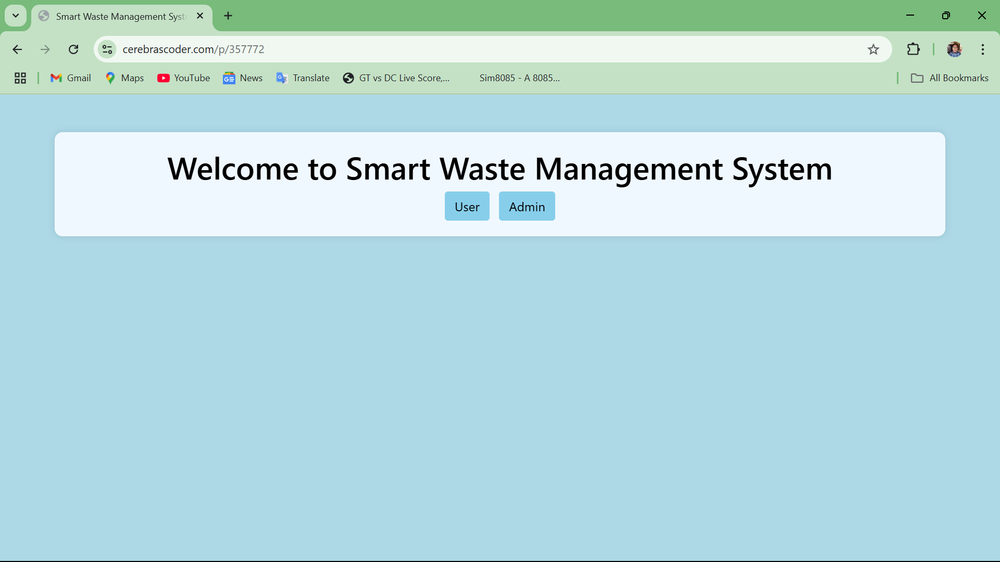 Smart Waste Management Syst
cerebrascoder.com/p/357772
Gmail Maps YouTube News Translate GT vs DC Live Score,... Sim8085 - A 8085... All Bookmarks
Welcome to Smart Waste Management System
User Admin